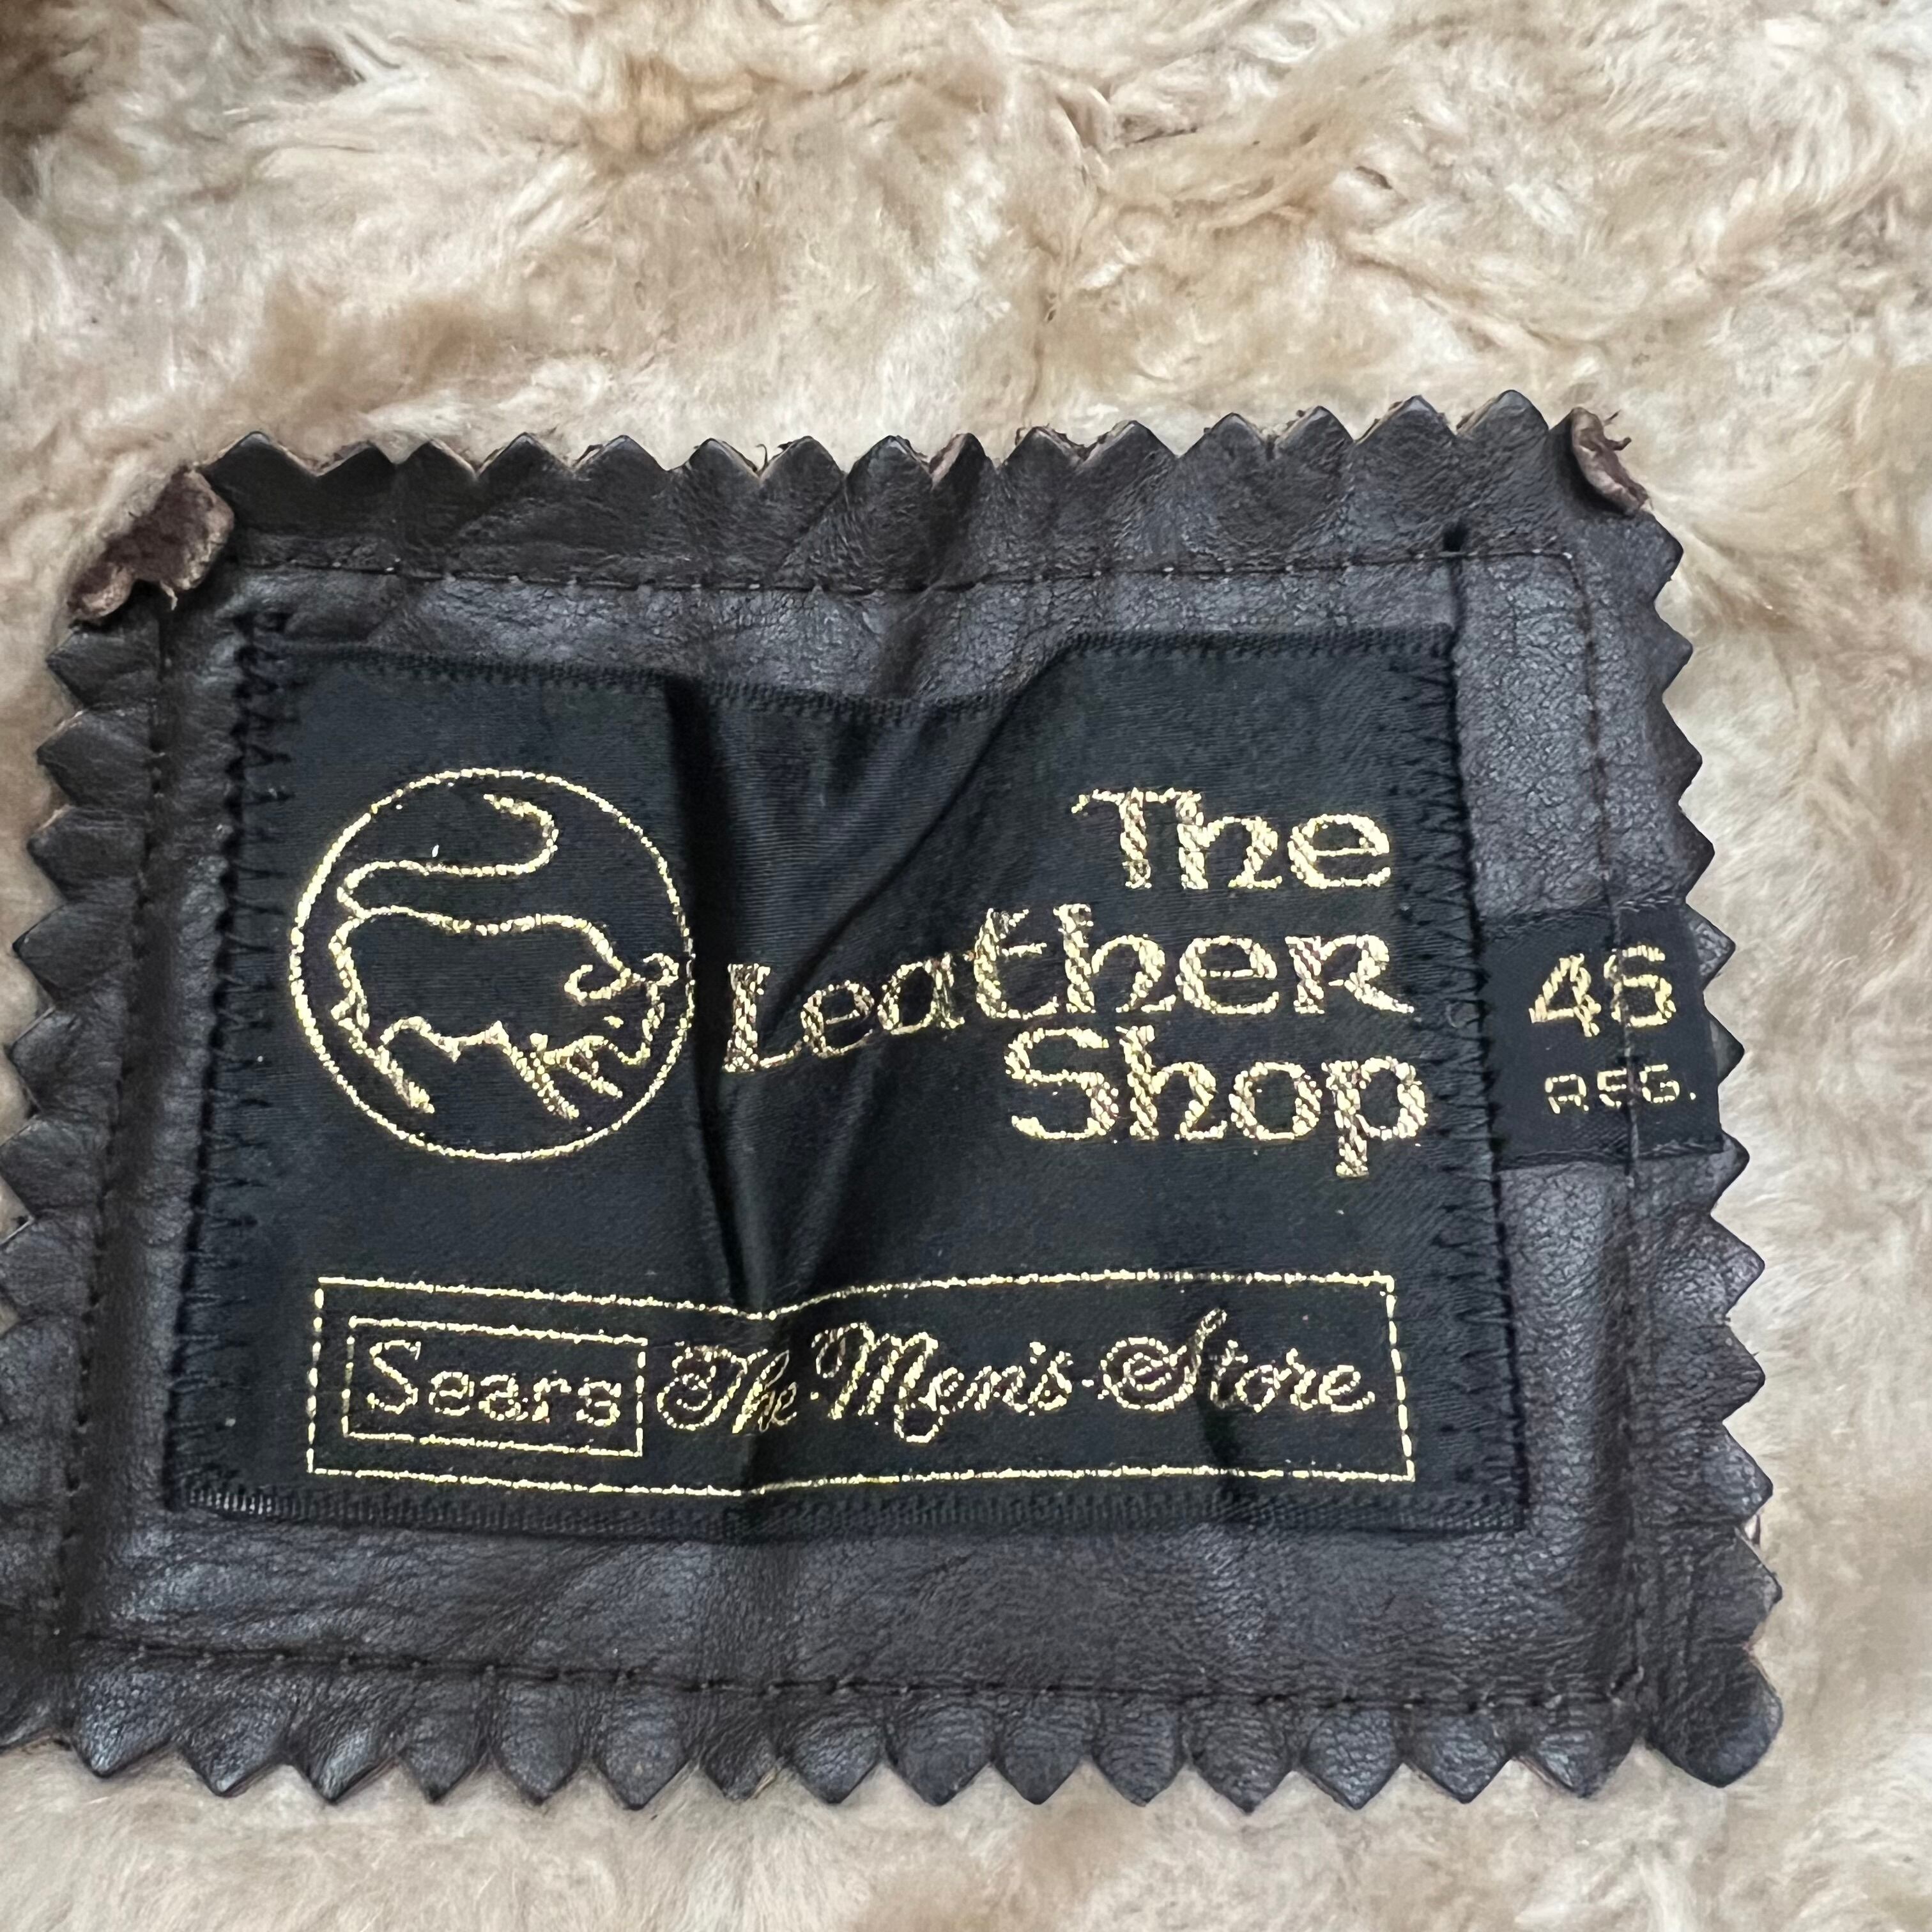 The
Leather
Shop
46
REG.
Sears The Men's Store